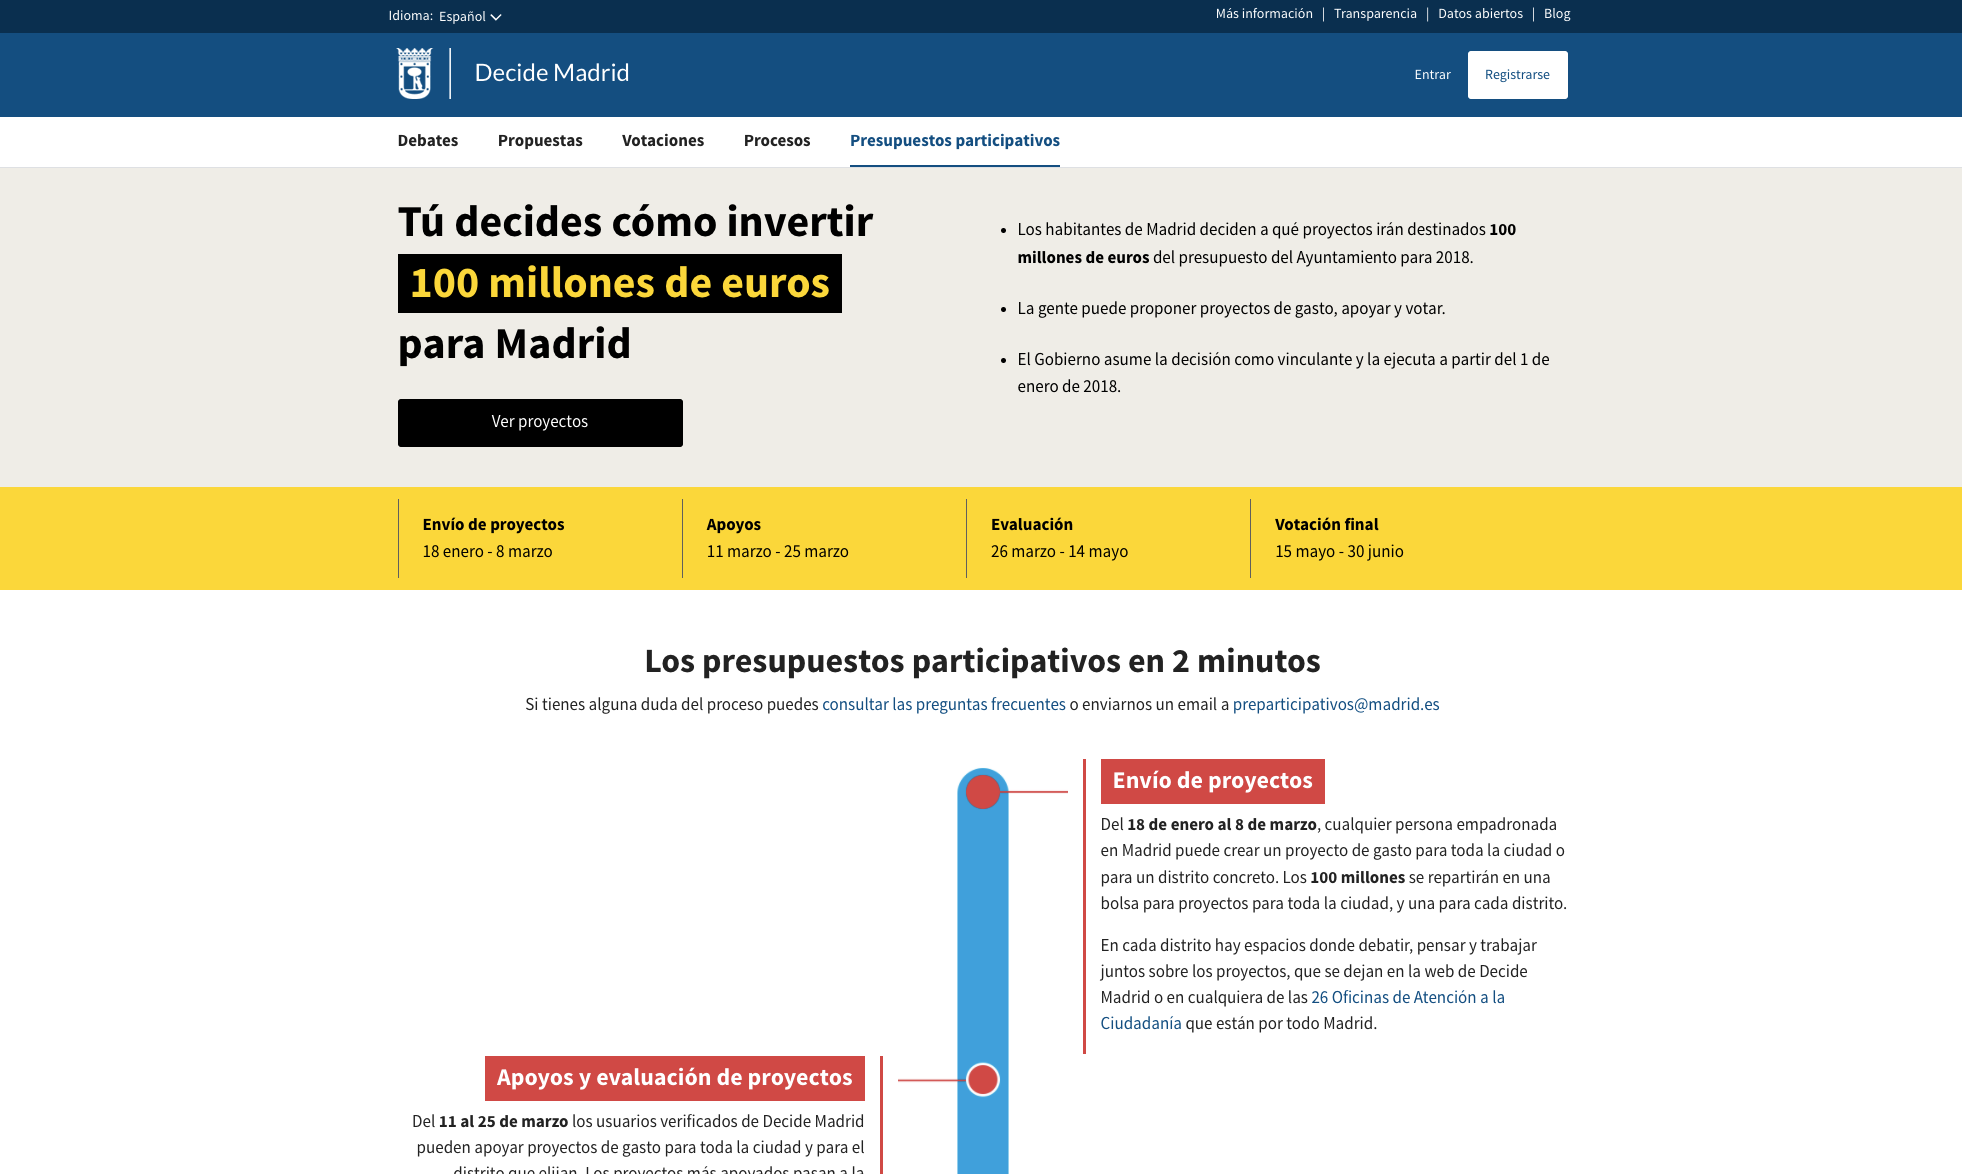 Idioma: Español
Más información | Transparencia | Datos abiertos | Blog
Decide Madrid
Entrar
Registrarse
Debates
Propuestas
Votaciones
Procesos
Presupuestos participativos
Tú decides cómo invertir
100 millones de euros
para Madrid
Ver proyectos
• Los habitantes de Madrid deciden a qué proyectos irán destinados 100
millones de euros del presupuesto del Ayuntamiento para 2018.
• La gente puede proponer proyectos de gasto, apoyar y votar.
• El Gobierno asume la decisión como vinculante y la ejecuta a partir del 1 de
enero de 2018.
Envío de proyectos
18 enero - 8 marzo
Apoyos
11 marzo - 25 marzo
Evaluación
26 marzo - 14 mayo
Votación final
15 mayo - 30 junio
Los presupuestos participativos en 2 minutos
Si tienes alguna duda del proceso puedes consultar las preguntas frecuentes o enviarnos un email a preparticipativos@madrid.es
Envío de proyectos
Del 18 de enero al 8 de marzo, cualquier persona empadronada
en Madrid puede crear un proyecto de gasto para toda la ciudad o
para un distrito concreto. Los 100 millones se repartirán en una
bolsa para proyectos para toda la ciudad, y una para cada distrito.
En cada distrito hay espacios donde debatir, pensar y trabajar
juntos sobre los proyectos, que se dejan en la web de Decide
Madrid o en cualquiera de las 26 Oficinas de Atención a la
Ciudadanía que están por todo Madrid.
Apoyos y evaluación de proyectos
Del 11 al 25 de marzo los usuarios verificados de Decide Madrid
pueden apoyar proyectos de gasto para toda la ciudad y para el
distrito que elijan. Los proyectos más apoyados pasan a la